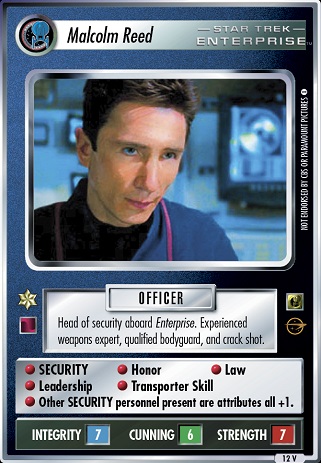 Malcolm Reed
STAR TREK
ENTERPRISE™
NOT ENDORSED BY CBS OR PARAMOUNT PICTURES
OFFICER
Head of security aboard Enterprise. Experienced
weapons expert, qualified bodyguard, and crack shot.
SECURITY Honor Law
Leadership Transporter Skill
Other SECURITY personnel present are attributes all +1.
INTEGRITY 7 CUNNING 6 STRENGTH 7
12 V